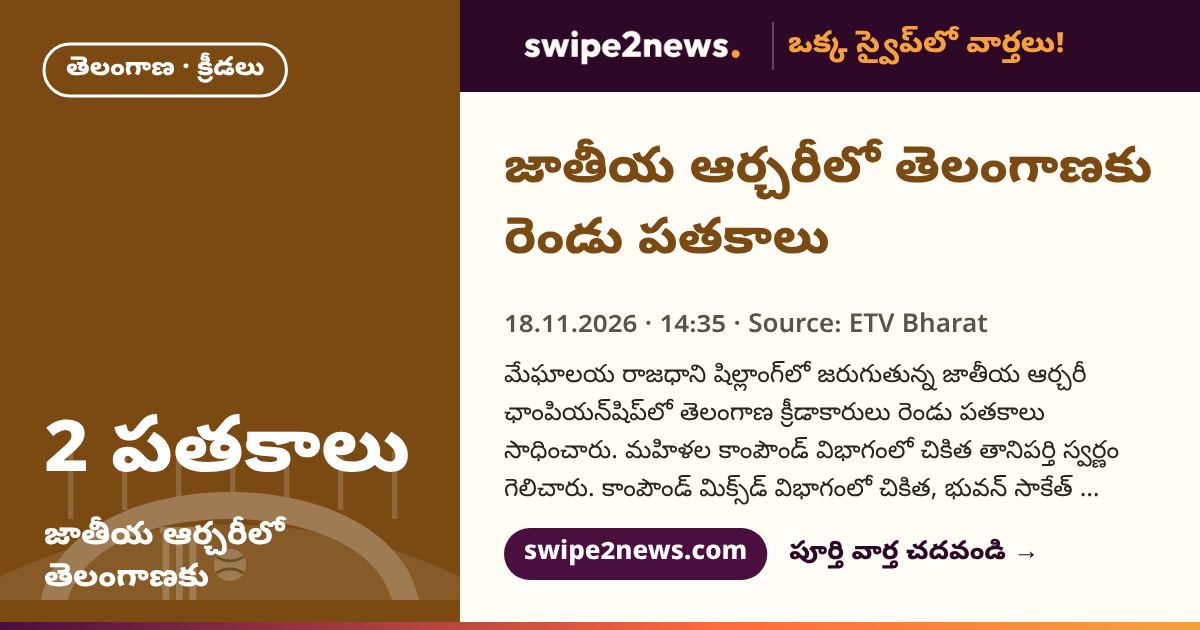 తెలంగాణ · క్రీడలు
2 పతకాలు
జాతీయ ఆర్చరీలో
తెలంగాణకు
swipe2news.
ఒక్క స్వైప్‌లో వార్తలు!
జాతీయ ఆర్చరీలో తెలంగాణకు
రెండు పతకాలు
18.11.2026 · 14:35 · Source: ETV Bharat
మేఘాలయ రాజధాని షిల్లాంగ్‌లో జరుగుతున్న జాతీయ ఆర్చరీ
ఛాంపియన్‌షిప్‌లో తెలంగాణ క్రీడాకారులు రెండు పతకాలు
సాధించారు. మహిళల కాంపౌండ్ విభాగంలో చికిత తానిపర్తి స్వర్ణం
గెలిచారు. కాంపౌండ్ మిక్స్‌డ్ విభాగంలో చికిత, భువన్ సాకేత్ ...
swipe2news.com
పూర్తి వార్త చదవండి →